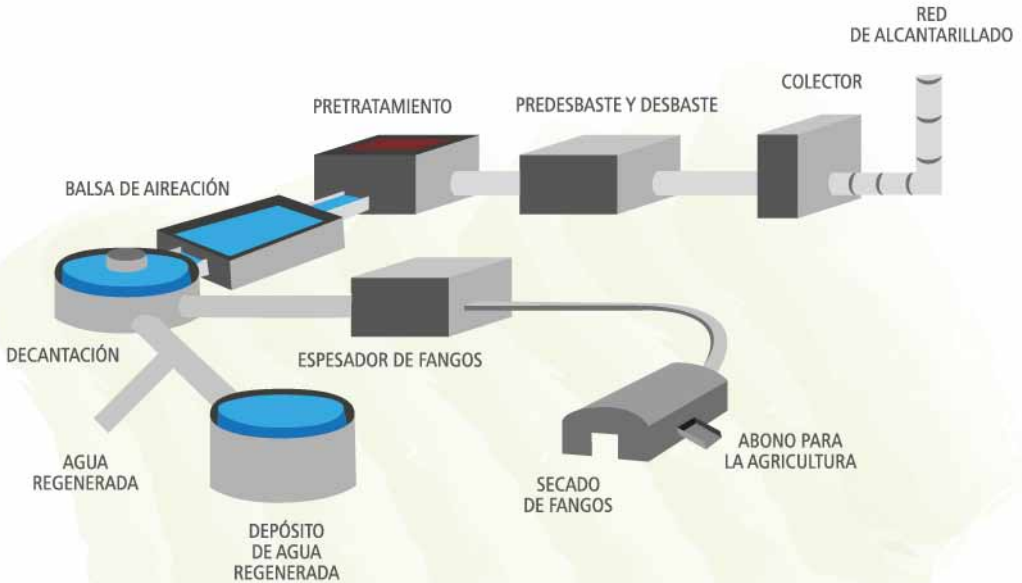 RED
DE ALCANTARILLADO
COLECTOR
PREDESBASTE Y DESBASTE
PRETRATAMIENTO
BALSA DE AIREACIÓN
DECANTACIÓN
ESPESADOR DE FANGOS
AGUA
REGENERADA
DEPÓSITO
DE AGUA
REGENERADA
SECADO
DE FANGOS
ABONO PARA
LA AGRICULTURA